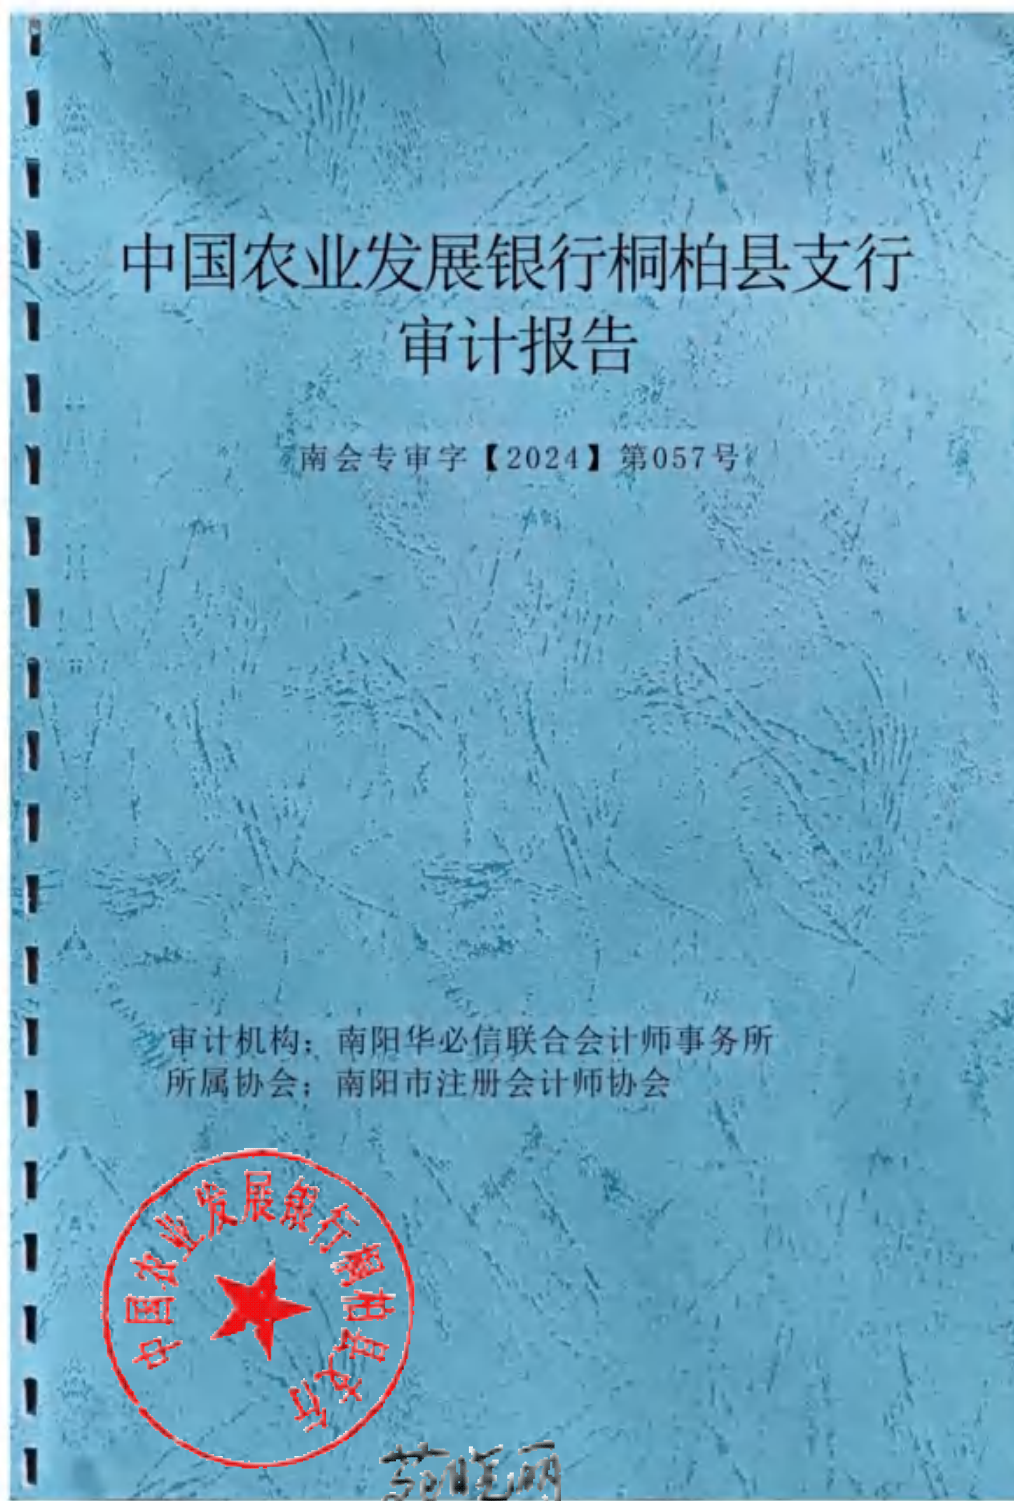 中国农业发展银行桐柏县支行
审计报告
南会专审字【2024】第057号
审计机构：南阳华必信联合会计师事务所
所属协会：南阳市注册会计师协会
中国农业发展银行桐柏县支行